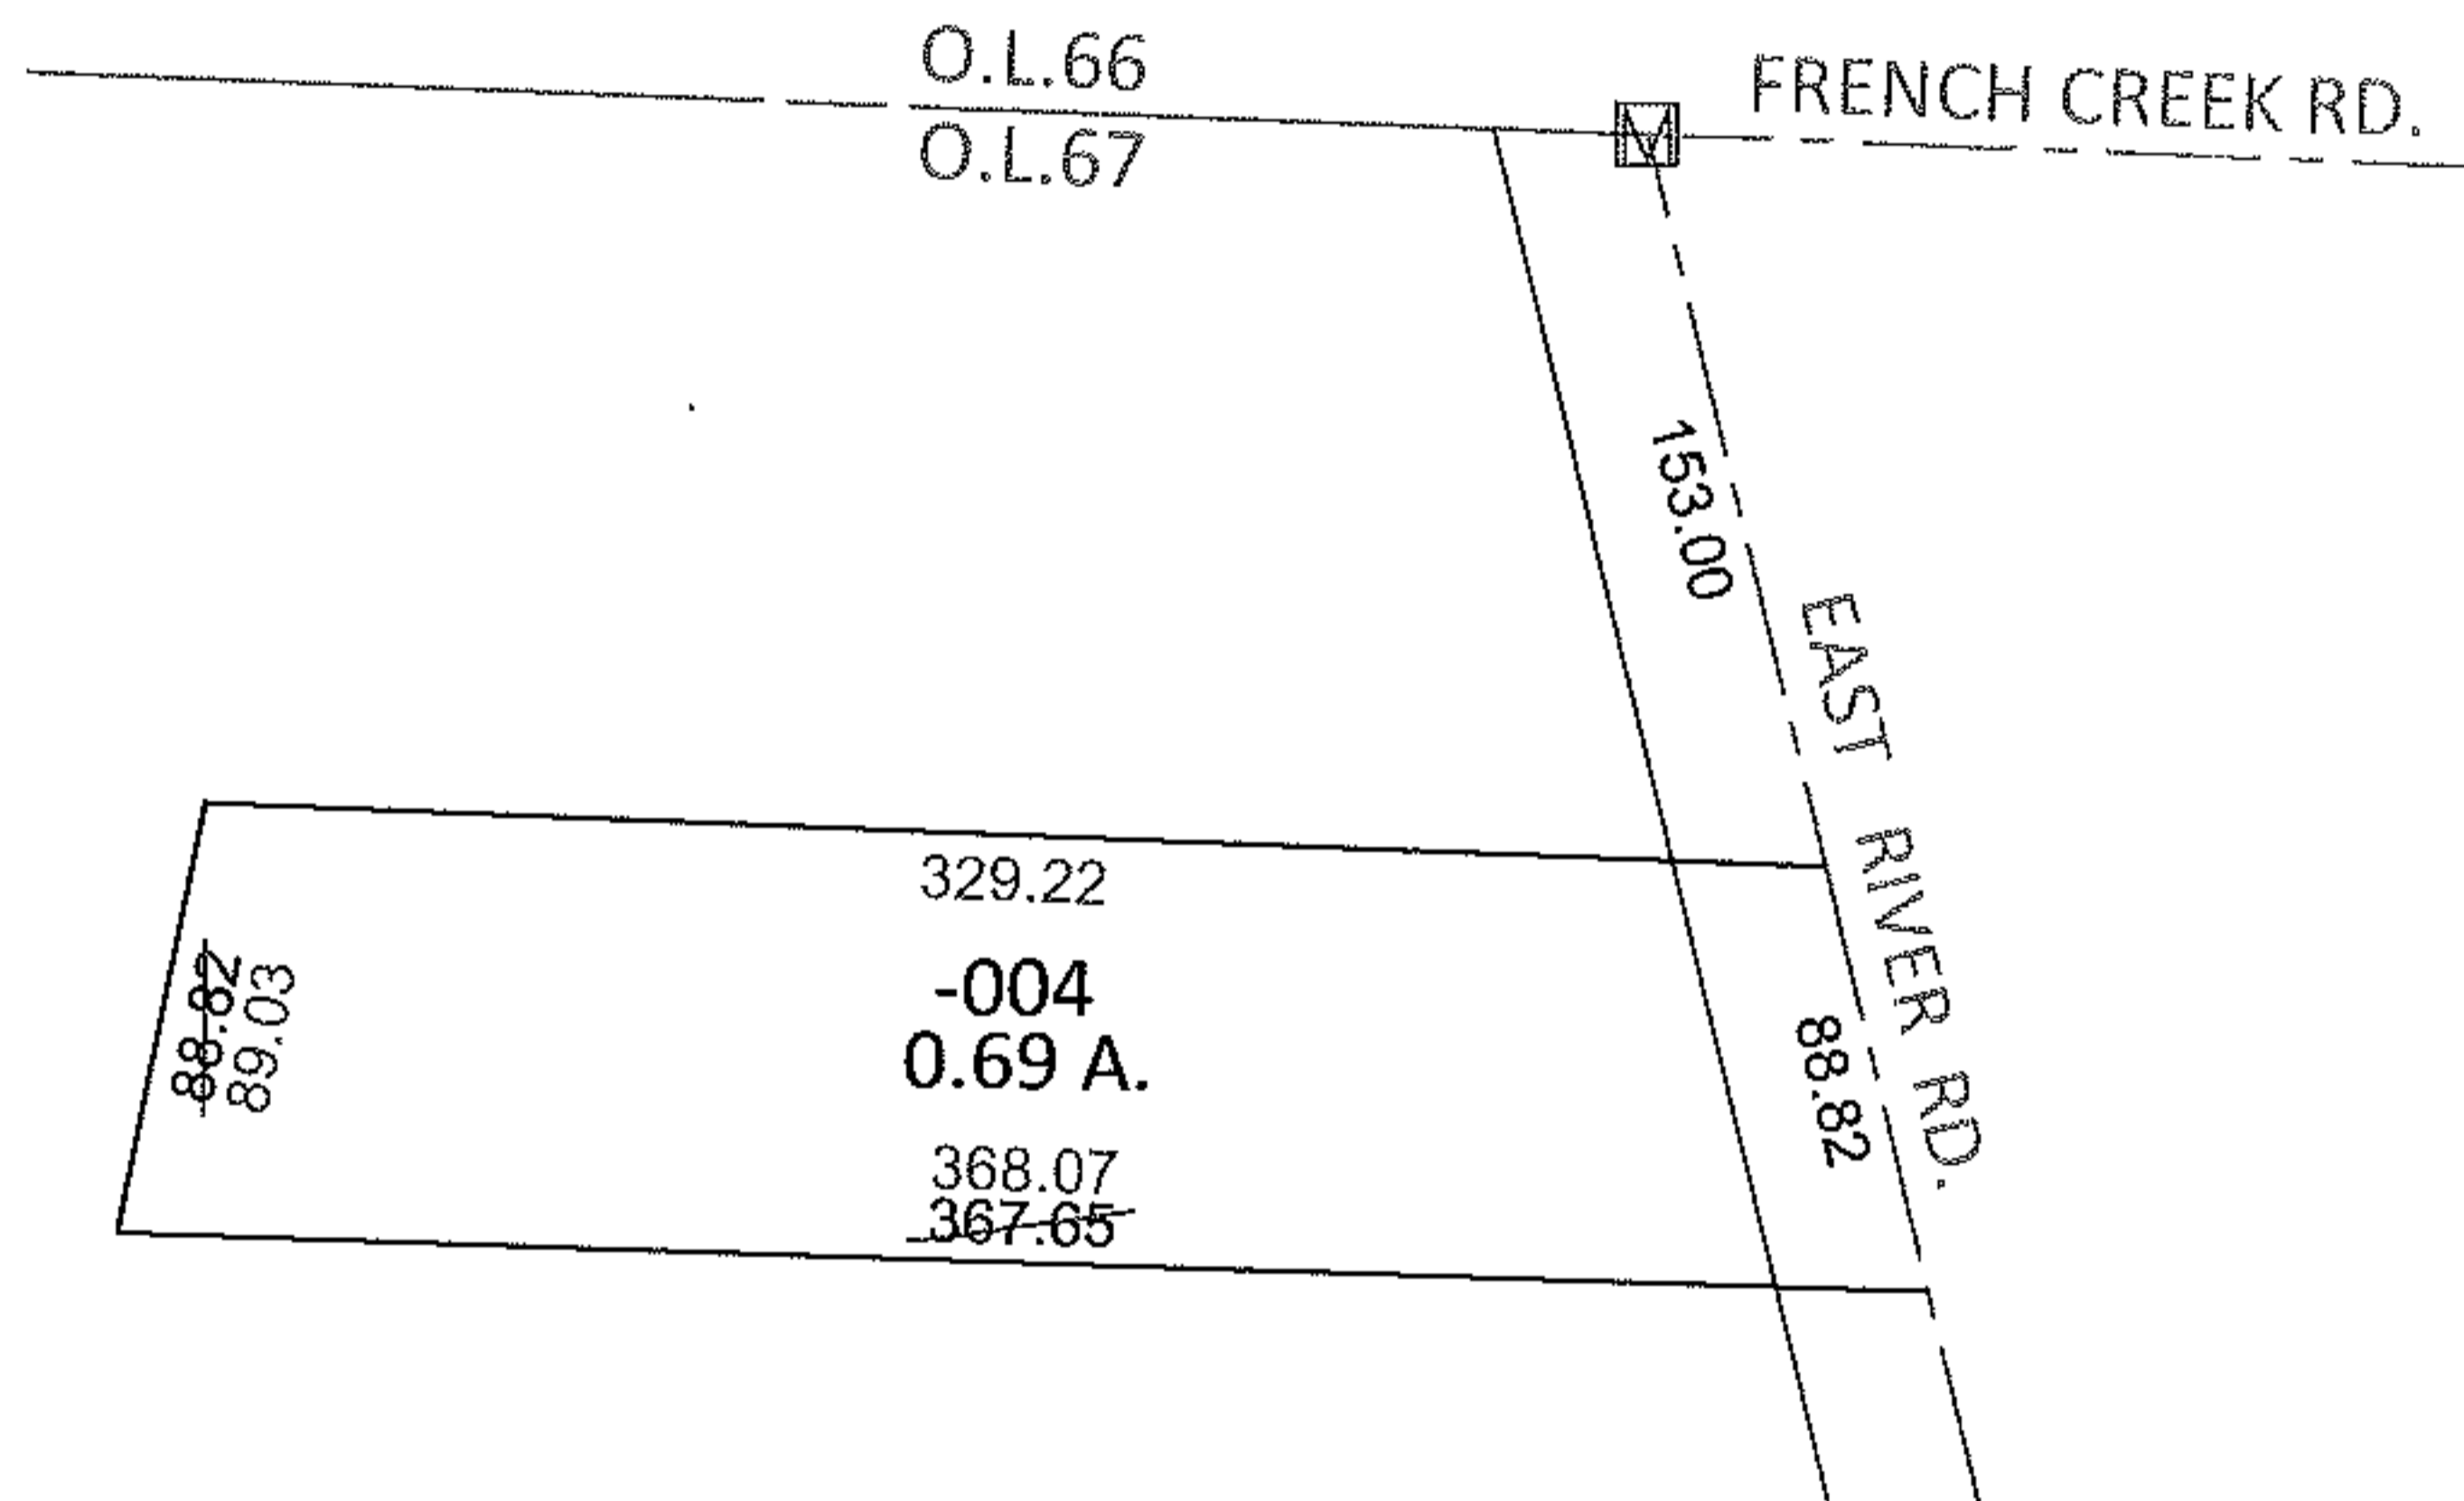 O.L.66
O.L.67
FRENCH CREEK RD.
153.00
EAST RIVER RD.
329.22
-004
0.69 A.
88.82
89.03
88.82
368.07
367.65